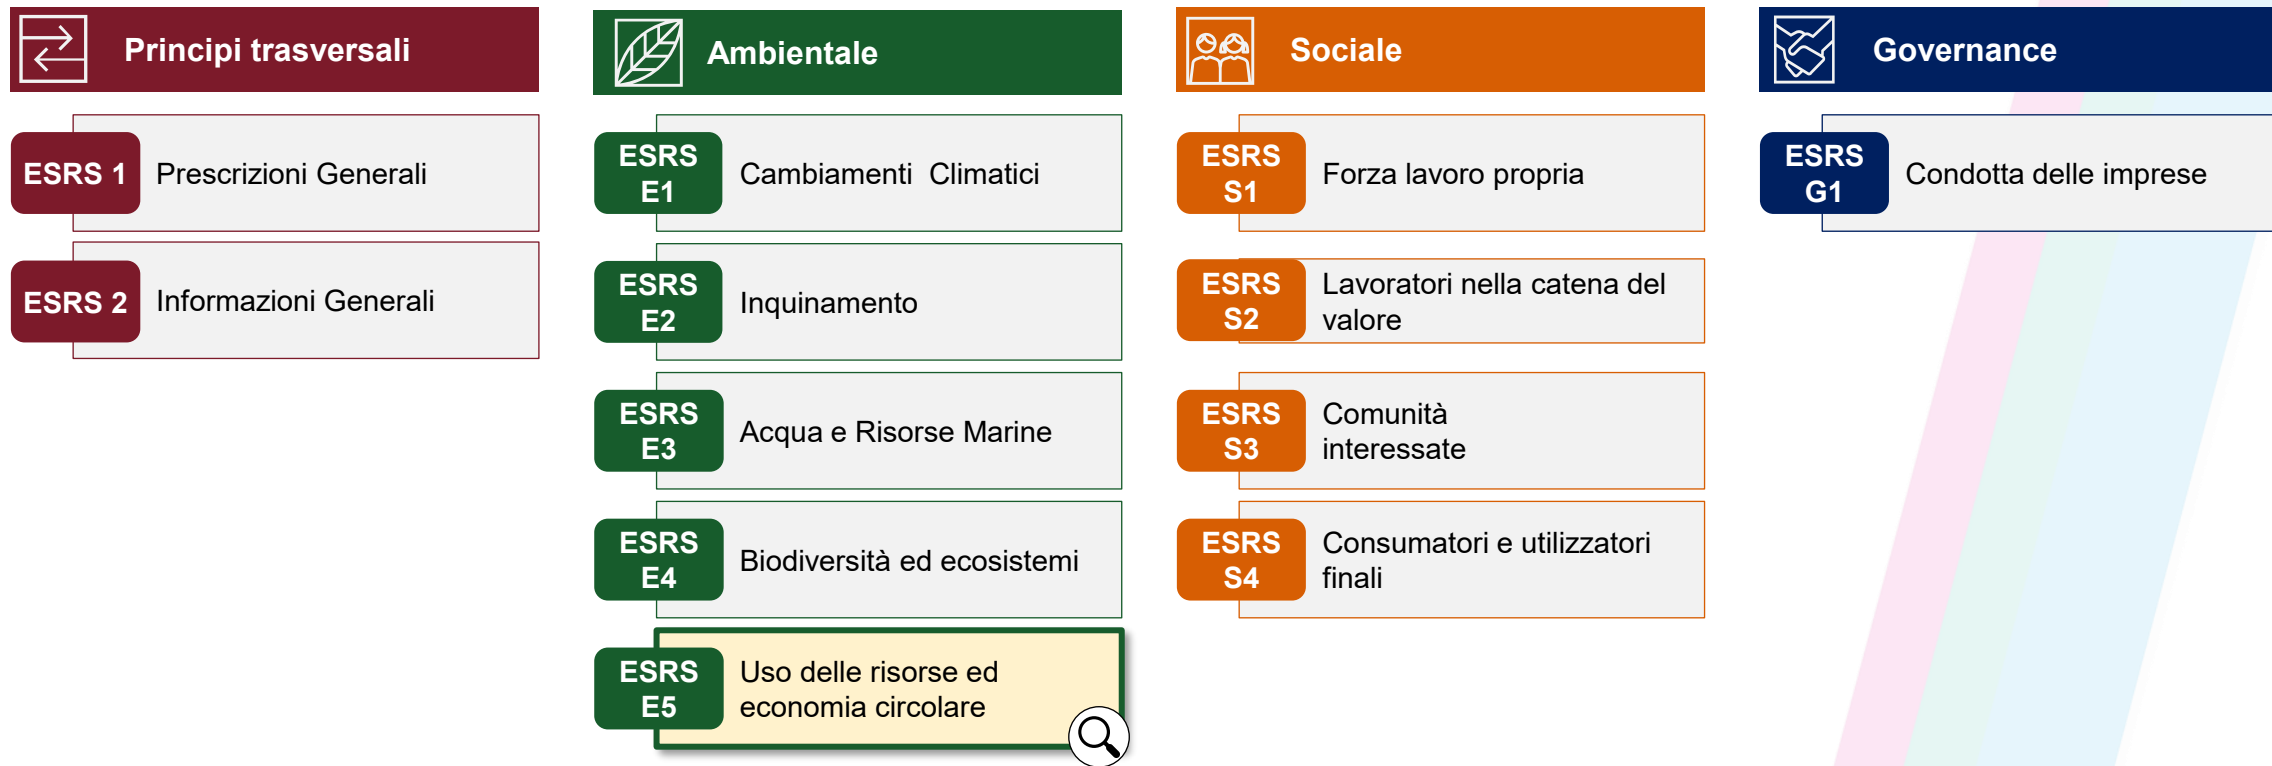 Principi trasversali
ESRS 1
Prescrizioni Generali
ESRS 2
Informazioni Generali
Ambientale
ESRS
E1
Cambiamenti  Climatici
ESRS
E2
Inquinamento
ESRS
E3
Acqua e Risorse Marine
ESRS
E4
Biodiversità ed ecosistemi
ESRS
E5
Uso delle risorse ed
economia circolare
Sociale
ESRS
S1
Forza lavoro propria
ESRS
S2
Lavoratori nella catena del
valore
ESRS
S3
Comunità
interessate
ESRS
S4
Consumatori e utilizzatori
finali
Governance
ESRS
G1
Condotta delle imprese